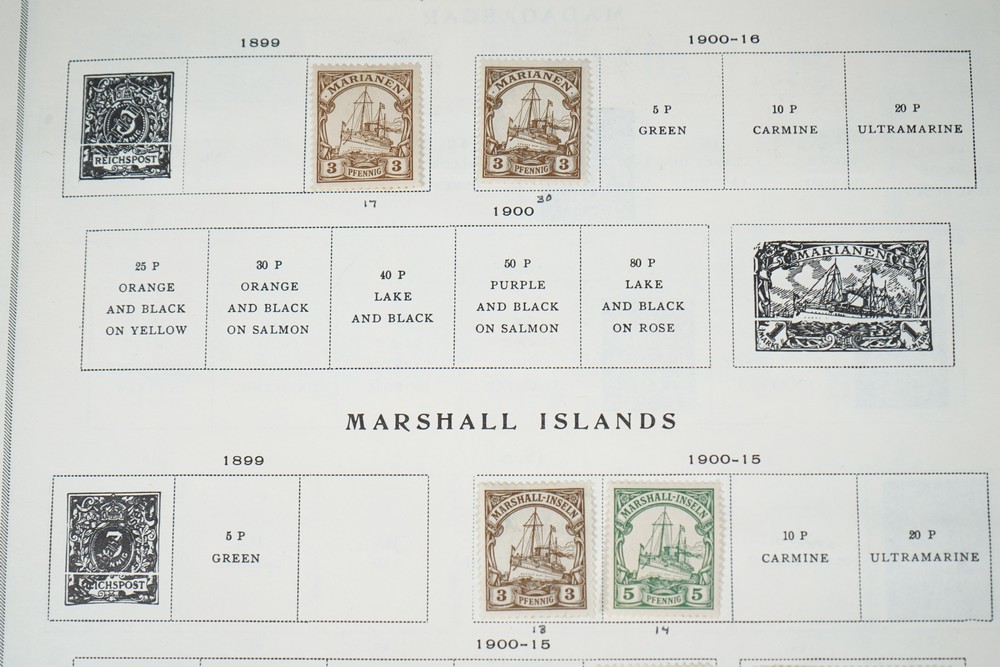 1899
1900-16
REICHSPOST
MARIANEN
3 PFENNIG 3
MARIANEN
3 PFENNIG 3
5 P
GREEN
10 P
CARMINE
20 P
ULTRAMARINE
17
30
1900
25 P
ORANGE
AND BLACK
ON YELLOW
30 P
ORANGE
AND BLACK
ON SALMON
40 P
LAKE
AND BLACK
50 P
PURPLE
AND BLACK
ON SALMON
80 P
LAKE
AND BLACK
ON ROSE
MARIANEN
1 MARK MARK 1
MARSHALL ISLANDS
1899
1900-15
REICHSPOST
5 P
GREEN
MARSHALL-INSELN
3 PFENNIG 3
MARSHALL-INSELN
5 PFENNIG 5
10 P
CARMINE
20 P
ULTRAMARINE
13
14
1900-15